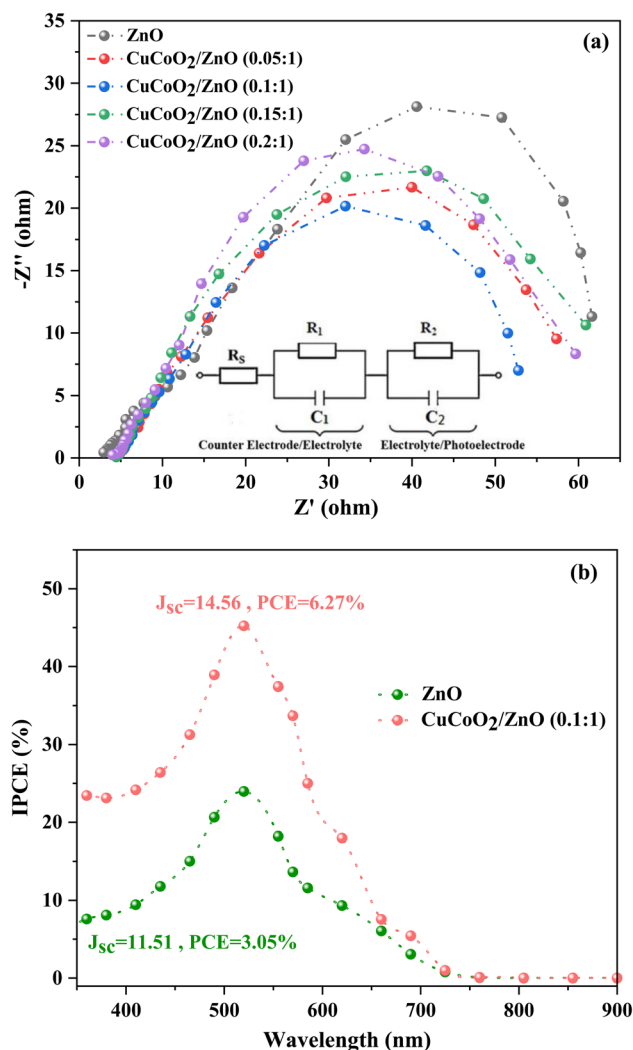 (a)
ZnO
CuCoO₂/ZnO (0.05:1)
CuCoO₂/ZnO (0.1:1)
CuCoO₂/ZnO (0.15:1)
CuCoO₂/ZnO (0.2:1)
35
30
25
20
15
10
5
0
-Z'' (ohm)
R_S
R₁
R₂
C₁
C₂
Counter Electrode/Electrolyte
Electrolyte/Photoelectrode
0 10 20 30 40 50 60
Z' (ohm)
(b)
J_sc=14.56 , PCE=6.27%
ZnO
CuCoO₂/ZnO (0.1:1)
J_sc=11.51 , PCE=3.05%
50
40
30
20
10
0
IPCE (%)
400 500 600 700 800 900
Wavelength (nm)